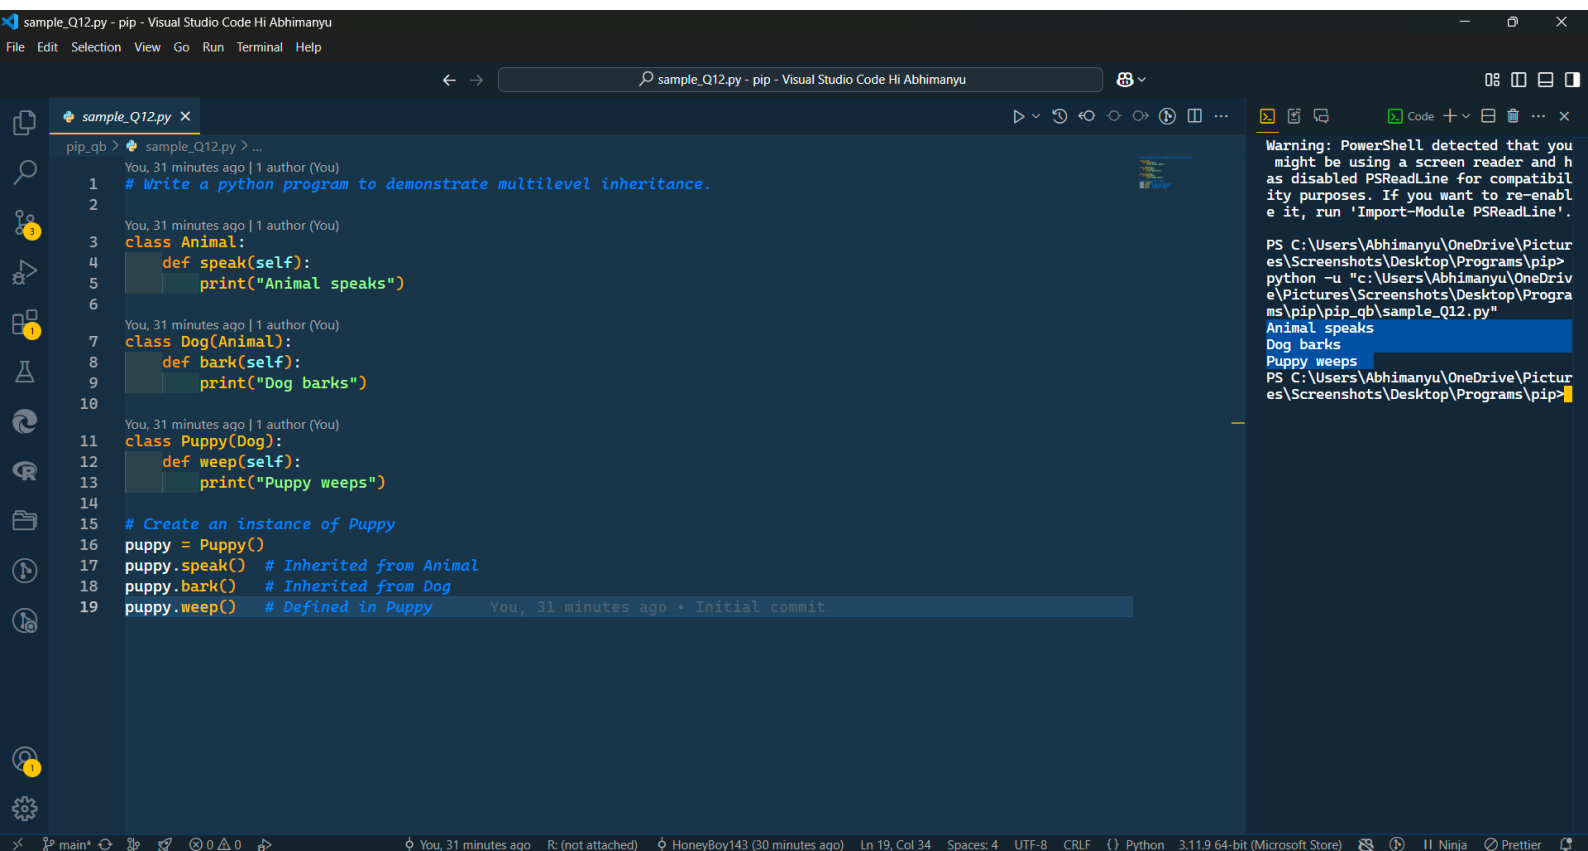 sample_Q12.py - pip - Visual Studio Code Hi Abhimanyu
File Edit Selection View Go Run Terminal Help
sample_Q12.py - pip - Visual Studio Code Hi Abhimanyu
sample_Q12.py
pip_qb > sample_Q12.py > ...
You, 31 minutes ago | 1 author (You)
1 # Write a python program to demonstrate multilevel inheritance.
2
You, 31 minutes ago | 1 author (You)
3 class Animal:
4 def speak(self):
5 print("Animal speaks")
6
You, 31 minutes ago | 1 author (You)
7 class Dog(Animal):
8 def bark(self):
9 print("Dog barks")
10
You, 31 minutes ago | 1 author (You)
11 class Puppy(Dog):
12 def weep(self):
13 print("Puppy weeps")
14
15 # Create an instance of Puppy
16 puppy = Puppy()
17 puppy.speak() # Inherited from Animal
18 puppy.bark() # Inherited from Dog
19 puppy.weep() # Defined in Puppy You, 31 minutes ago • Initial commit
Code
Warning: PowerShell detected that you
might be using a screen reader and h
as disabled PSReadLine for compatibil
ity purposes. If you want to re-enabl
e it, run 'Import-Module PSReadLine'.
PS C:\Users\Abhimanyu\OneDrive\Pictur
es\Screenshots\Desktop\Programs\pip>
python -u "c:\Users\Abhimanyu\OneDriv
e\Pictures\Screenshots\Desktop\Progra
ms\pip\pip_qb\sample_Q12.py"
Animal speaks
Dog barks
Puppy weeps
PS C:\Users\Abhimanyu\OneDrive\Pictur
es\Screenshots\Desktop\Programs\pip>
3
1
1
main* 0 0 You, 31 minutes ago R: (not attached) HoneyBoy143 (30 minutes ago) Ln 19, Col 34 Spaces: 4 UTF-8 CRLF {} Python 3.11.9 64-bit (Microsoft Store) Ninja Prettier